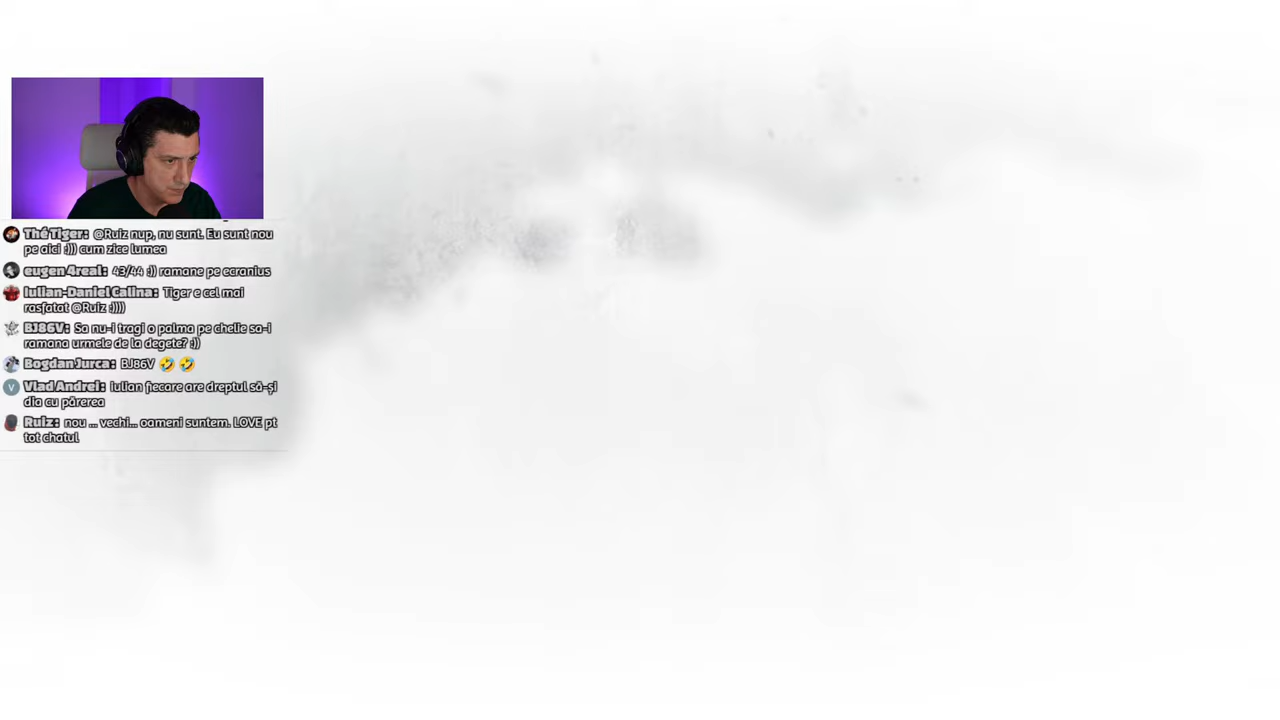 Thé Tiger: @Ruiz nup, nu sunt. Eu sunt nou
pe aici :))) cum zice lumea
eugen 4real: 43/44 :)) ramane pe ecranius
Iulian-Daniel Calina: Tiger e cel mai
rasfatat @Ruiz :))))
BJ86V: Sa nu-i tragi o palma pe chelie sa-i
ramana urmele de la degete? :))
Bogdan Jurca: BJ86V 🤣 🤣
V Vlad Andrei: Iulian fiecare are dreptul să-și
dia cu părerea
Ruiz: nou ... vechi... oameni suntem. LOVE pt
tot chatul